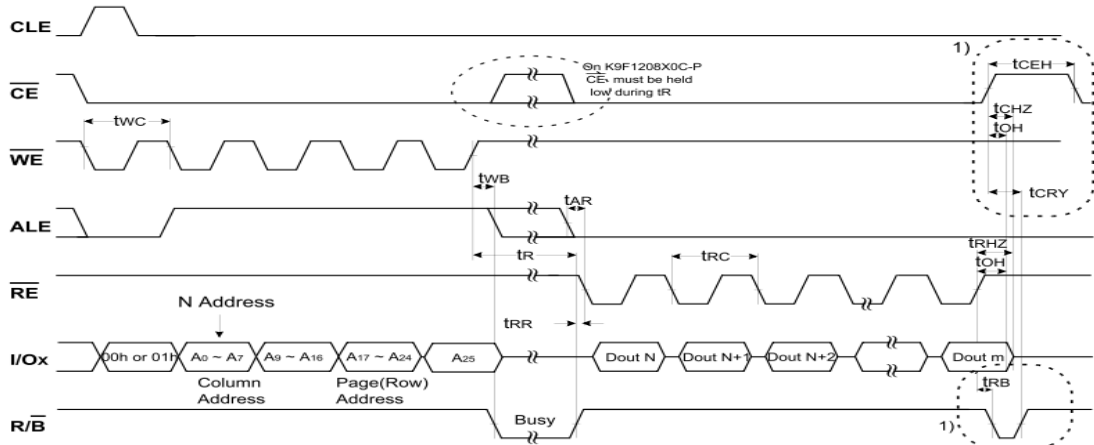 CLE
1)
tCEH
CE
On K9F1208X0C-P
CE must be held
low during tR
tCHZ
tOH
tWC
WE
tWB
tCRY
tAR
ALE
tR
tRC
tRHZ
tOH
RE
N Address
tRR
I/Ox
00h or 01h
A0 ~ A7
A9 ~ A16
A17 ~ A24
A25
Dout N
Dout N+1
Dout N+2
Dout m
Column
Address
Page(Row)
Address
tRB
R/B
Busy
1)